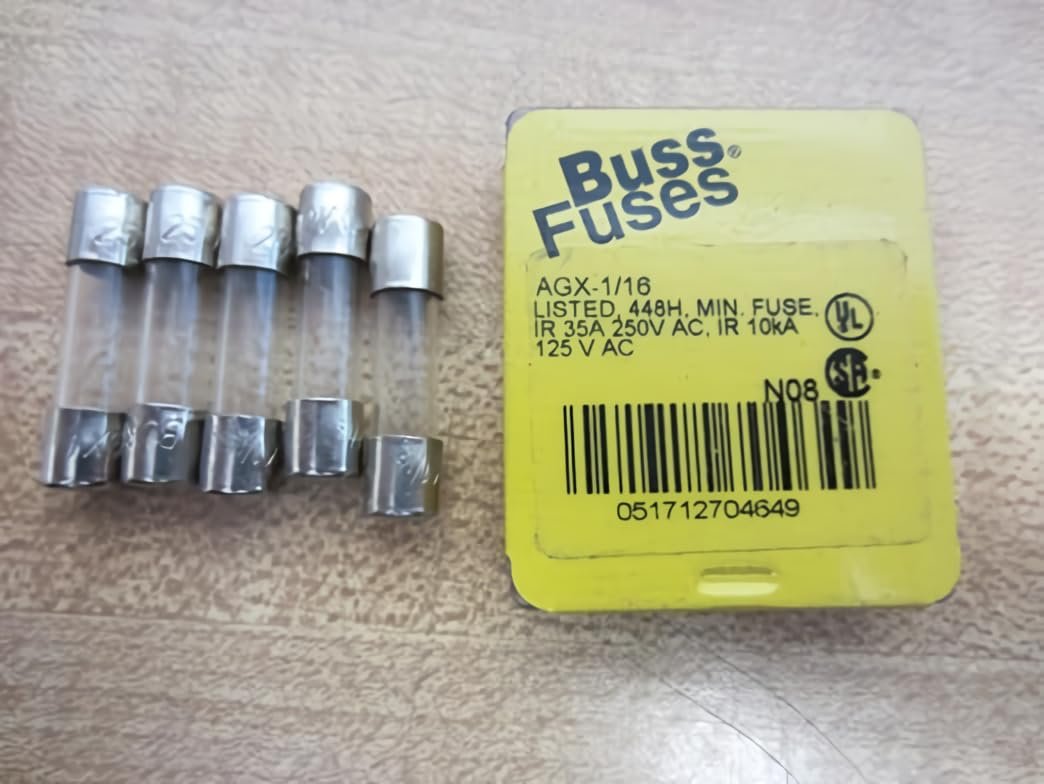 Buss®
Fuses
AGX-1/16
LISTED, 448H, MIN. FUSE,
IR 35A 250V AC, IR 10kA
125 V AC
UL
N08
051712704649